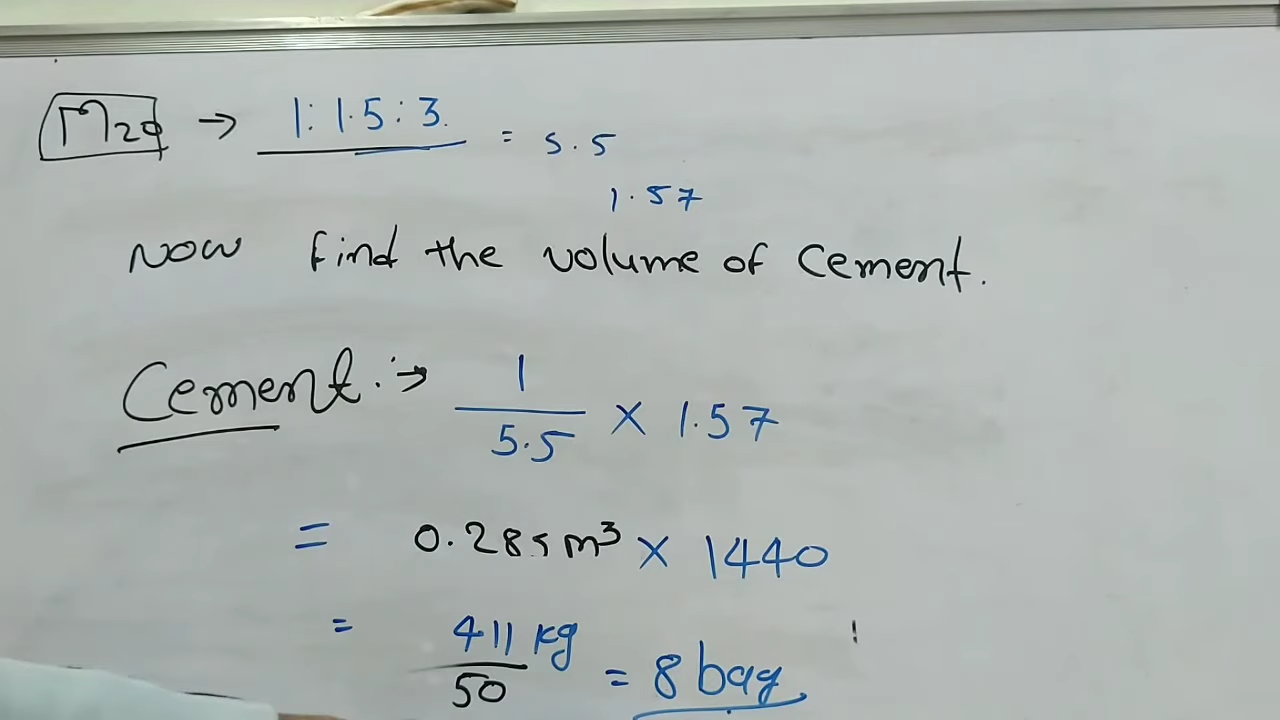 M20 → 1:1.5:3. = 5.5
1.57
Now find the volume of Cement.
Cement :→ 1/5.5 × 1.57
= 0.285 m³ × 1440
= 411 kg/50 = 8 bag